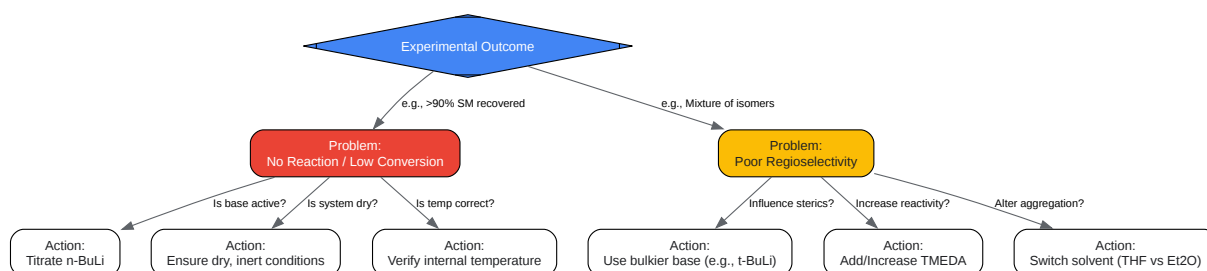 Experimental Outcome
e.g., >90% SM recovered
e.g., Mixture of isomers
Problem:
No Reaction / Low Conversion
Problem:
Poor Regioselectivity
Is base active?
Is system dry?
Is temp correct?
Influence sterics?
Increase reactivity?
Alter aggregation?
Action:
Titrate n-BuLi
Action:
Ensure dry, inert conditions
Action:
Verify internal temperature
Action:
Use bulkier base (e.g., t-BuLi)
Action:
Add/Increase TMEDA
Action:
Switch solvent (THF vs Et2O)